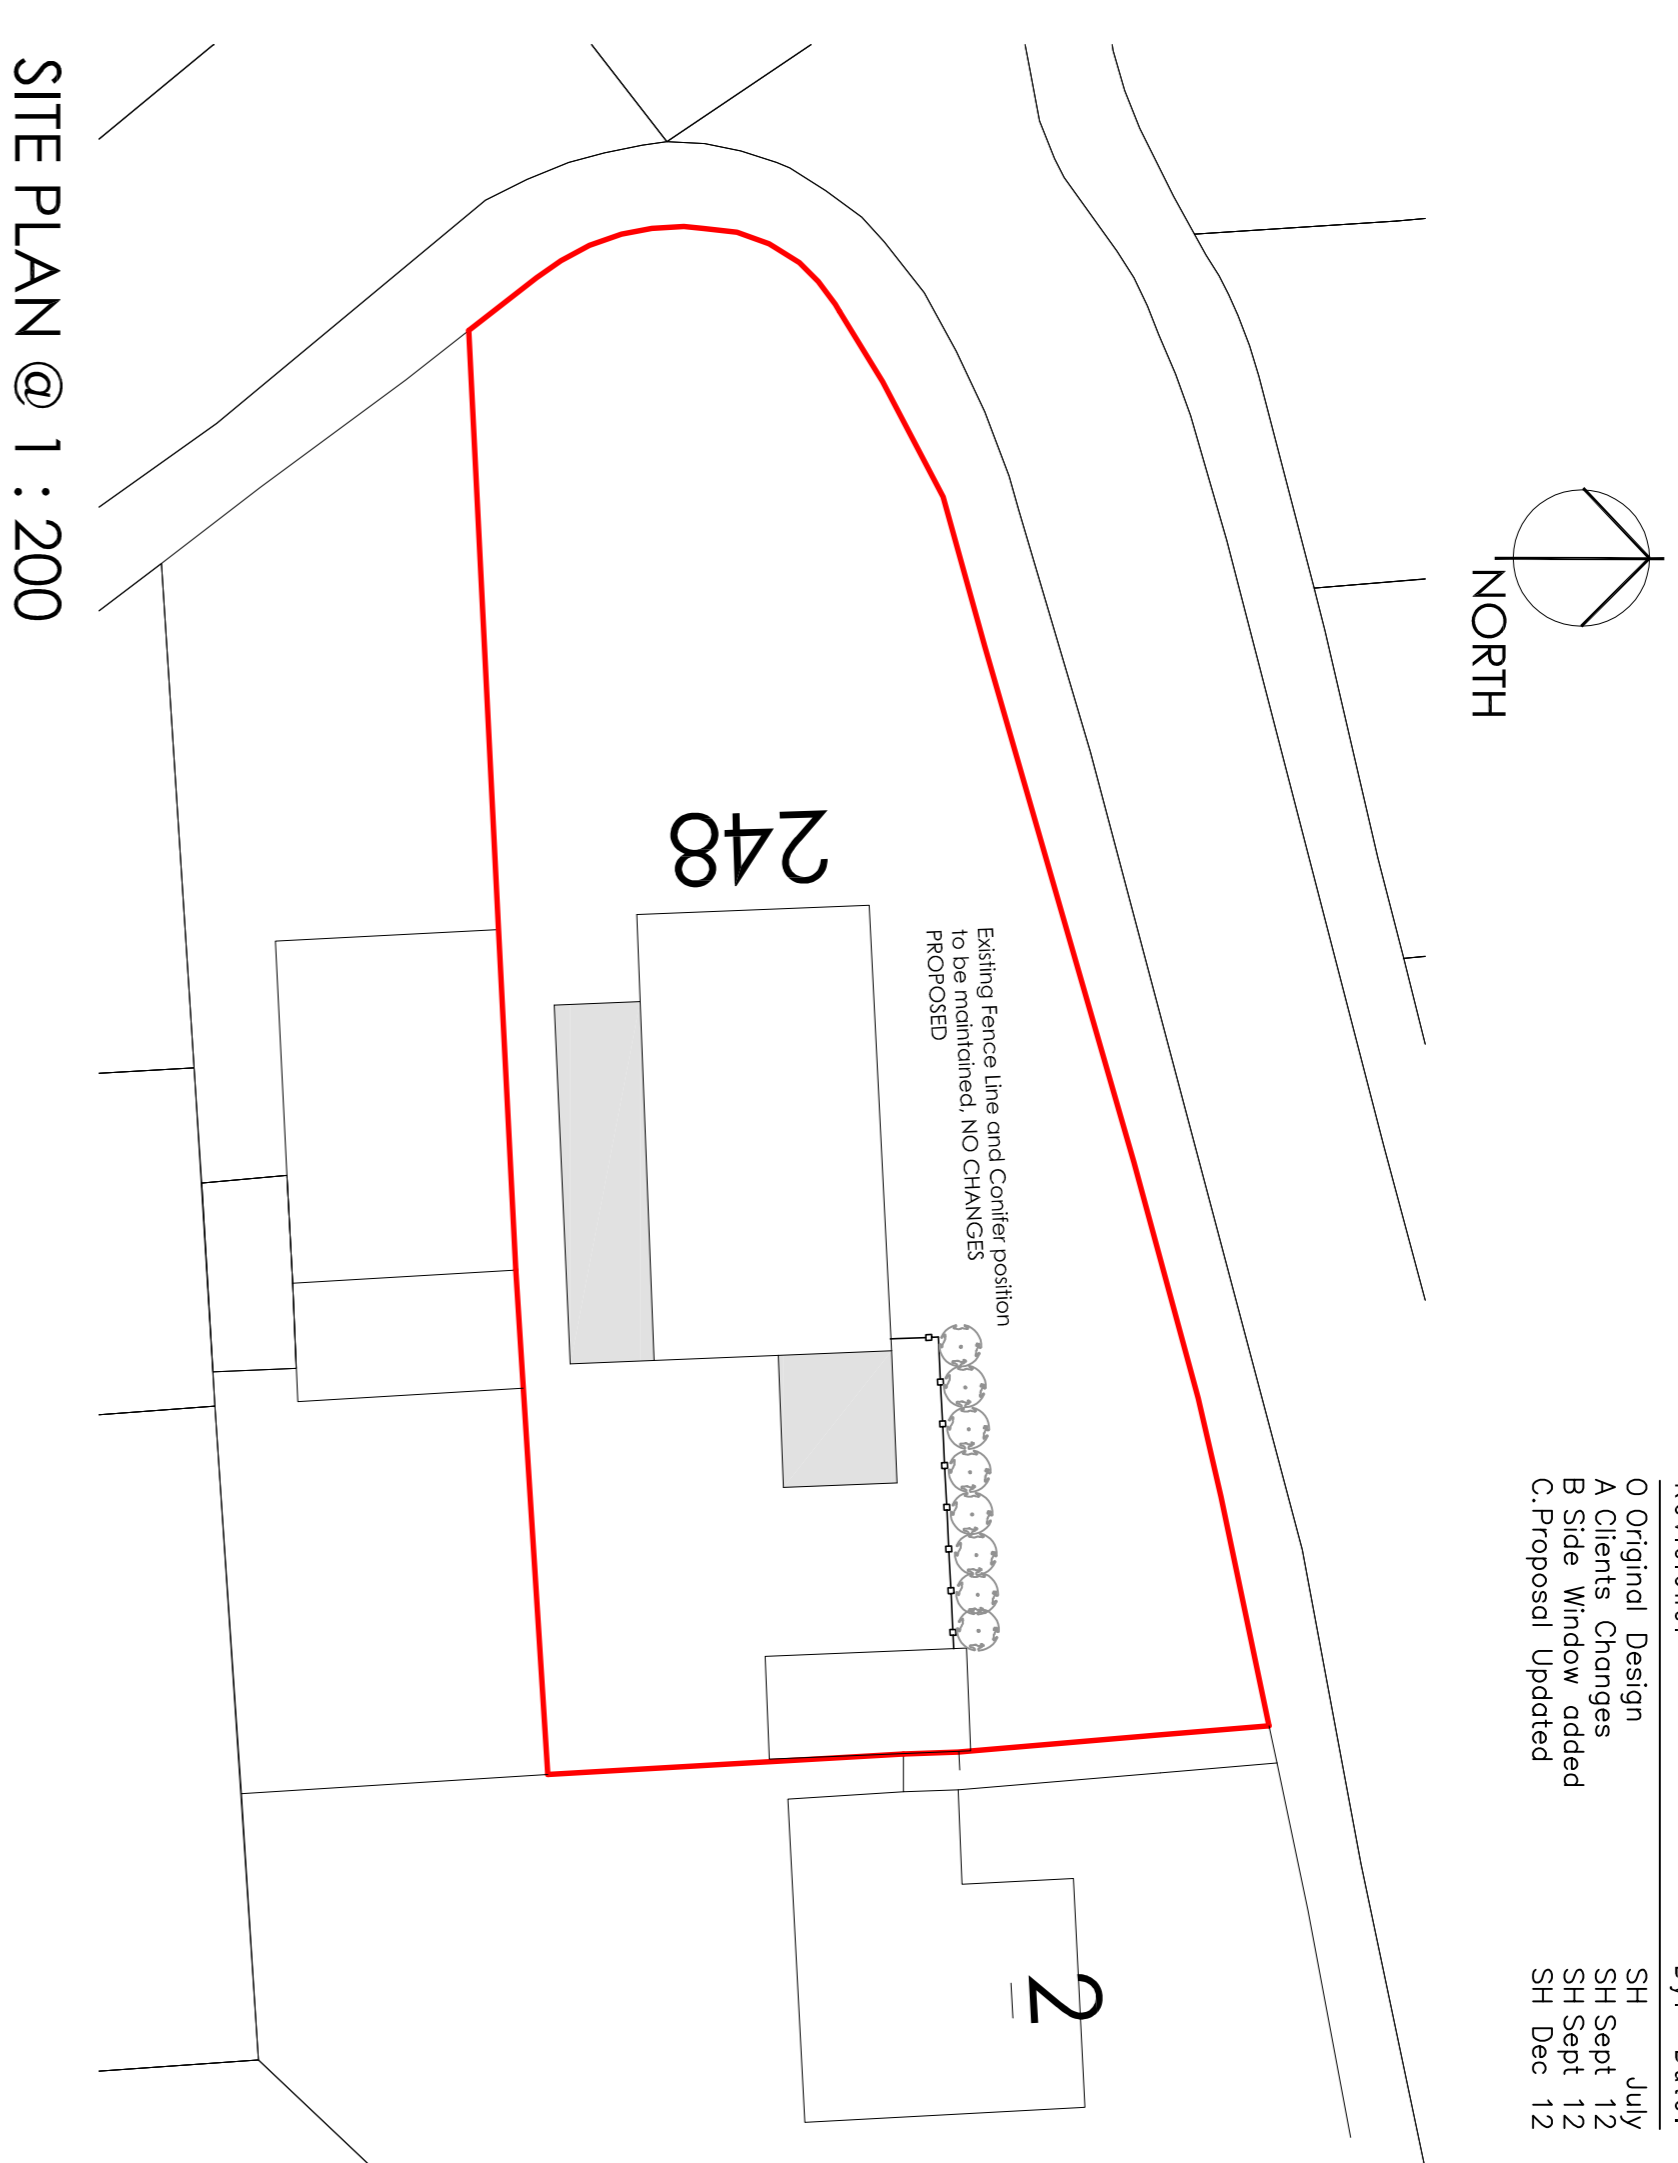 NORTH
O Original Design SH July
A Clients Changes SH Sept 12
B Side Window added SH Sept 12
C.Proposal Updated SH Dec 12
248
Existing Fence Line and Conifer position
to be maintained, NO CHANGES
PROPOSED
2
SITE PLAN @ 1 : 200